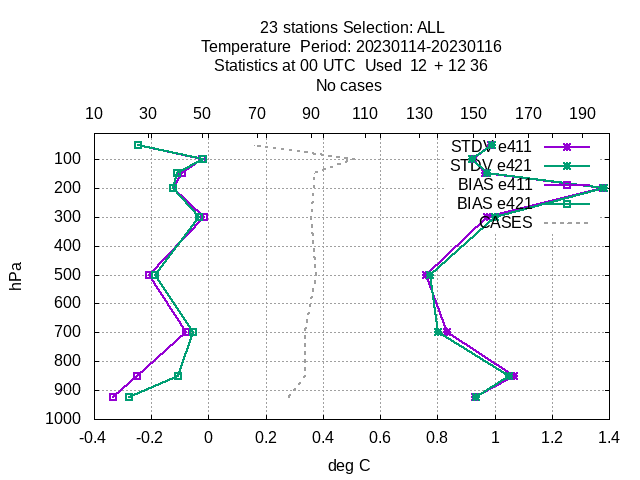 23 stations Selection: ALL
Temperature  Period: 20230114-20230116
Statistics at 00 UTC  Used  12  + 12 36
No cases
10 30 50 70 90 110 130 150 170 190
STDV e411
STDV e421
BIAS e411
BIAS e421
CASES
100
200
300
400
500
600
700
800
900
1000
hPa
-0.4 -0.2 0 0.2 0.4 0.6 0.8 1 1.2 1.4
deg C